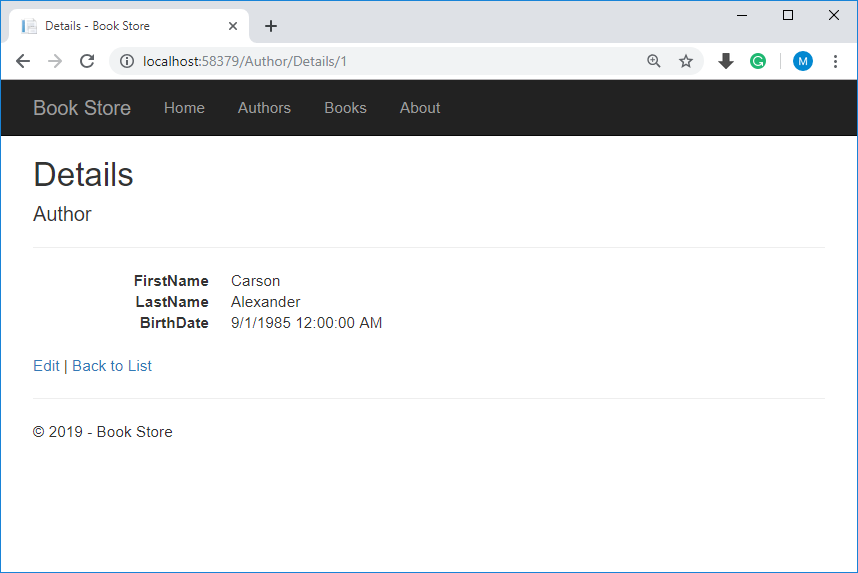 Details - Book Store
localhost:58379/Author/Details/1
M
Book Store Home Authors Books About
Details
Author
FirstName Carson
LastName Alexander
BirthDate 9/1/1985 12:00:00 AM
Edit | Back to List
© 2019 - Book Store